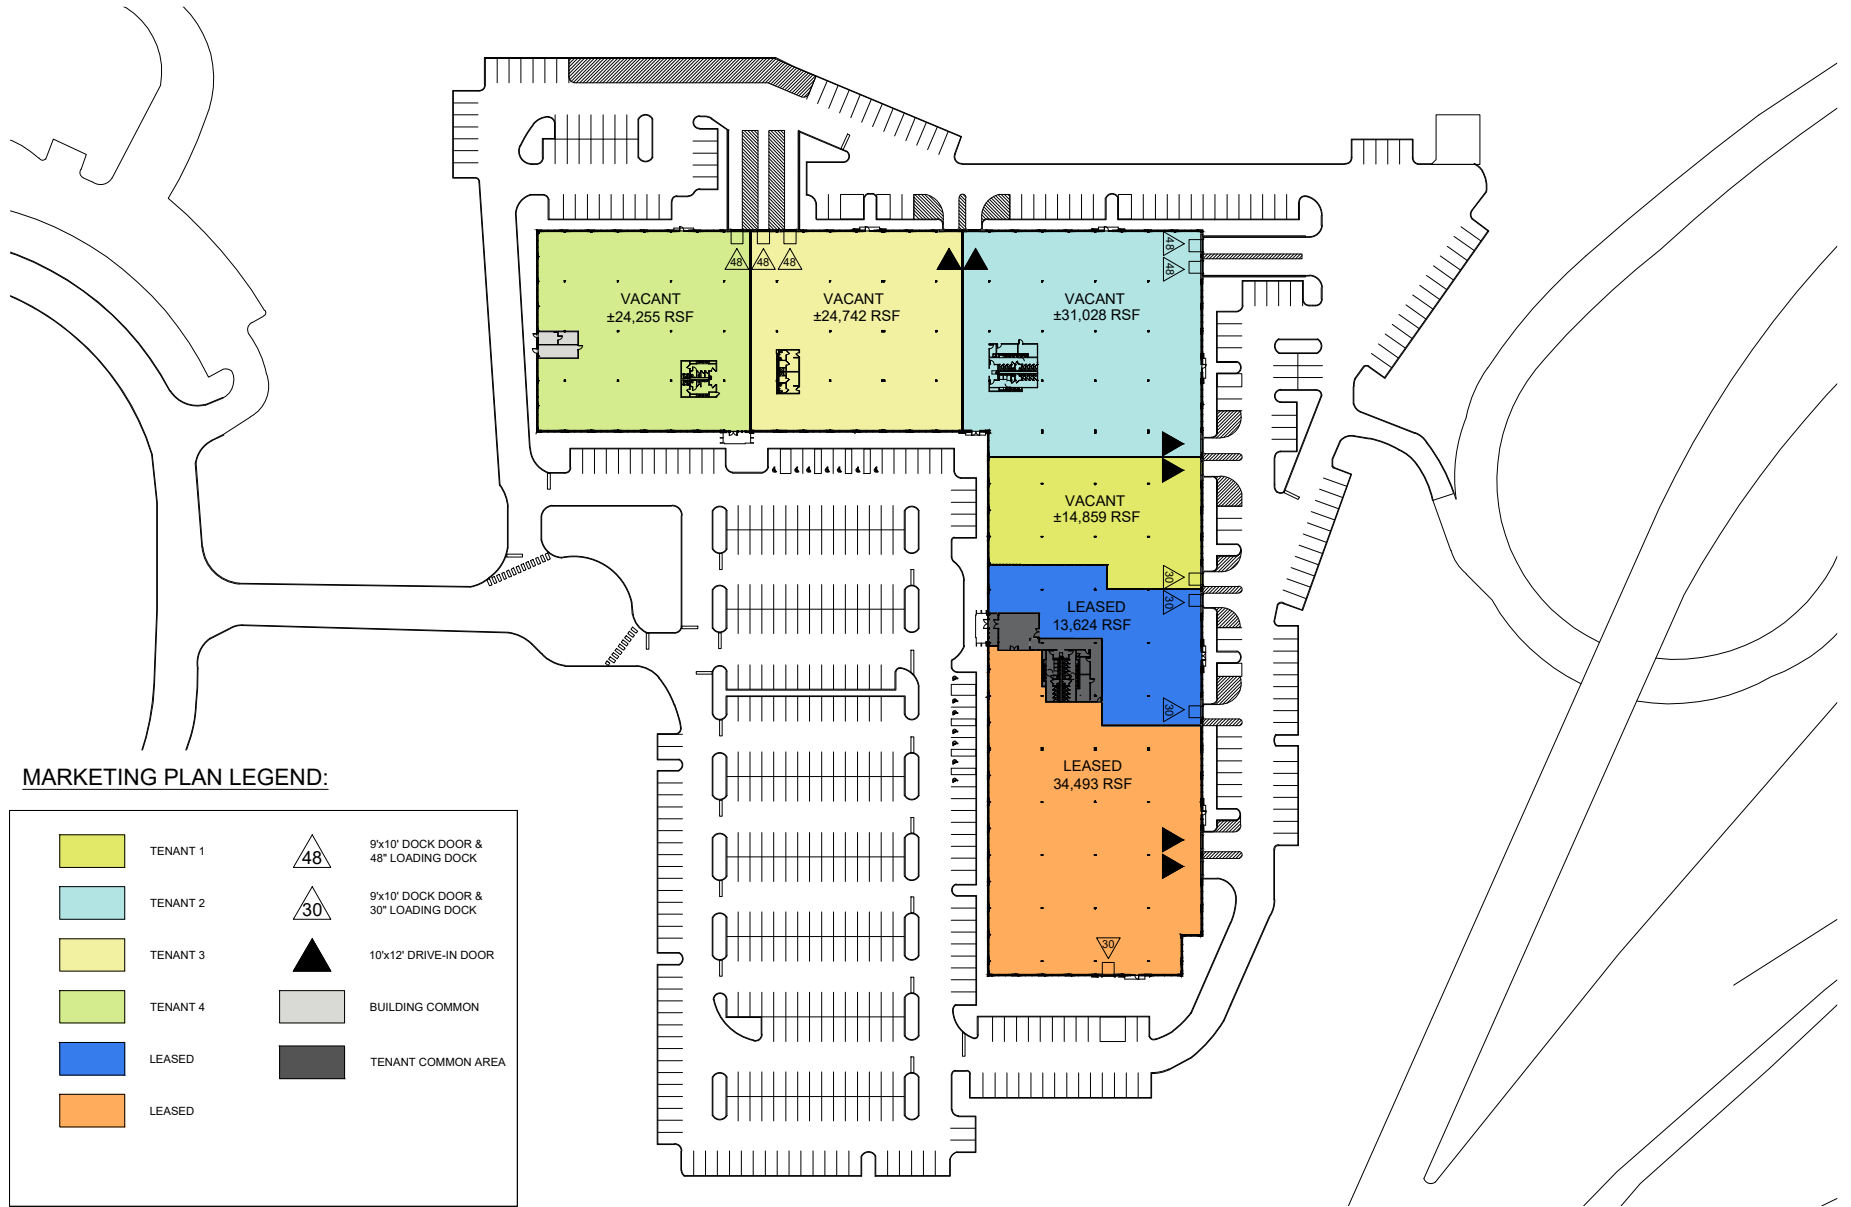 48
48
48
48
48
VACANT
±24,255 RSF
VACANT
±24,742 RSF
VACANT
±31,028 RSF
VACANT
±14,859 RSF
30
30
LEASED
13,624 RSF
30
LEASED
34,493 RSF
30
MARKETING PLAN LEGEND:
TENANT 1
TENANT 2
TENANT 3
TENANT 4
LEASED
LEASED
48
9'x10' DOCK DOOR &
48" LOADING DOCK
30
9'x10' DOCK DOOR &
30" LOADING DOCK
10'x12' DRIVE-IN DOOR
BUILDING COMMON
TENANT COMMON AREA